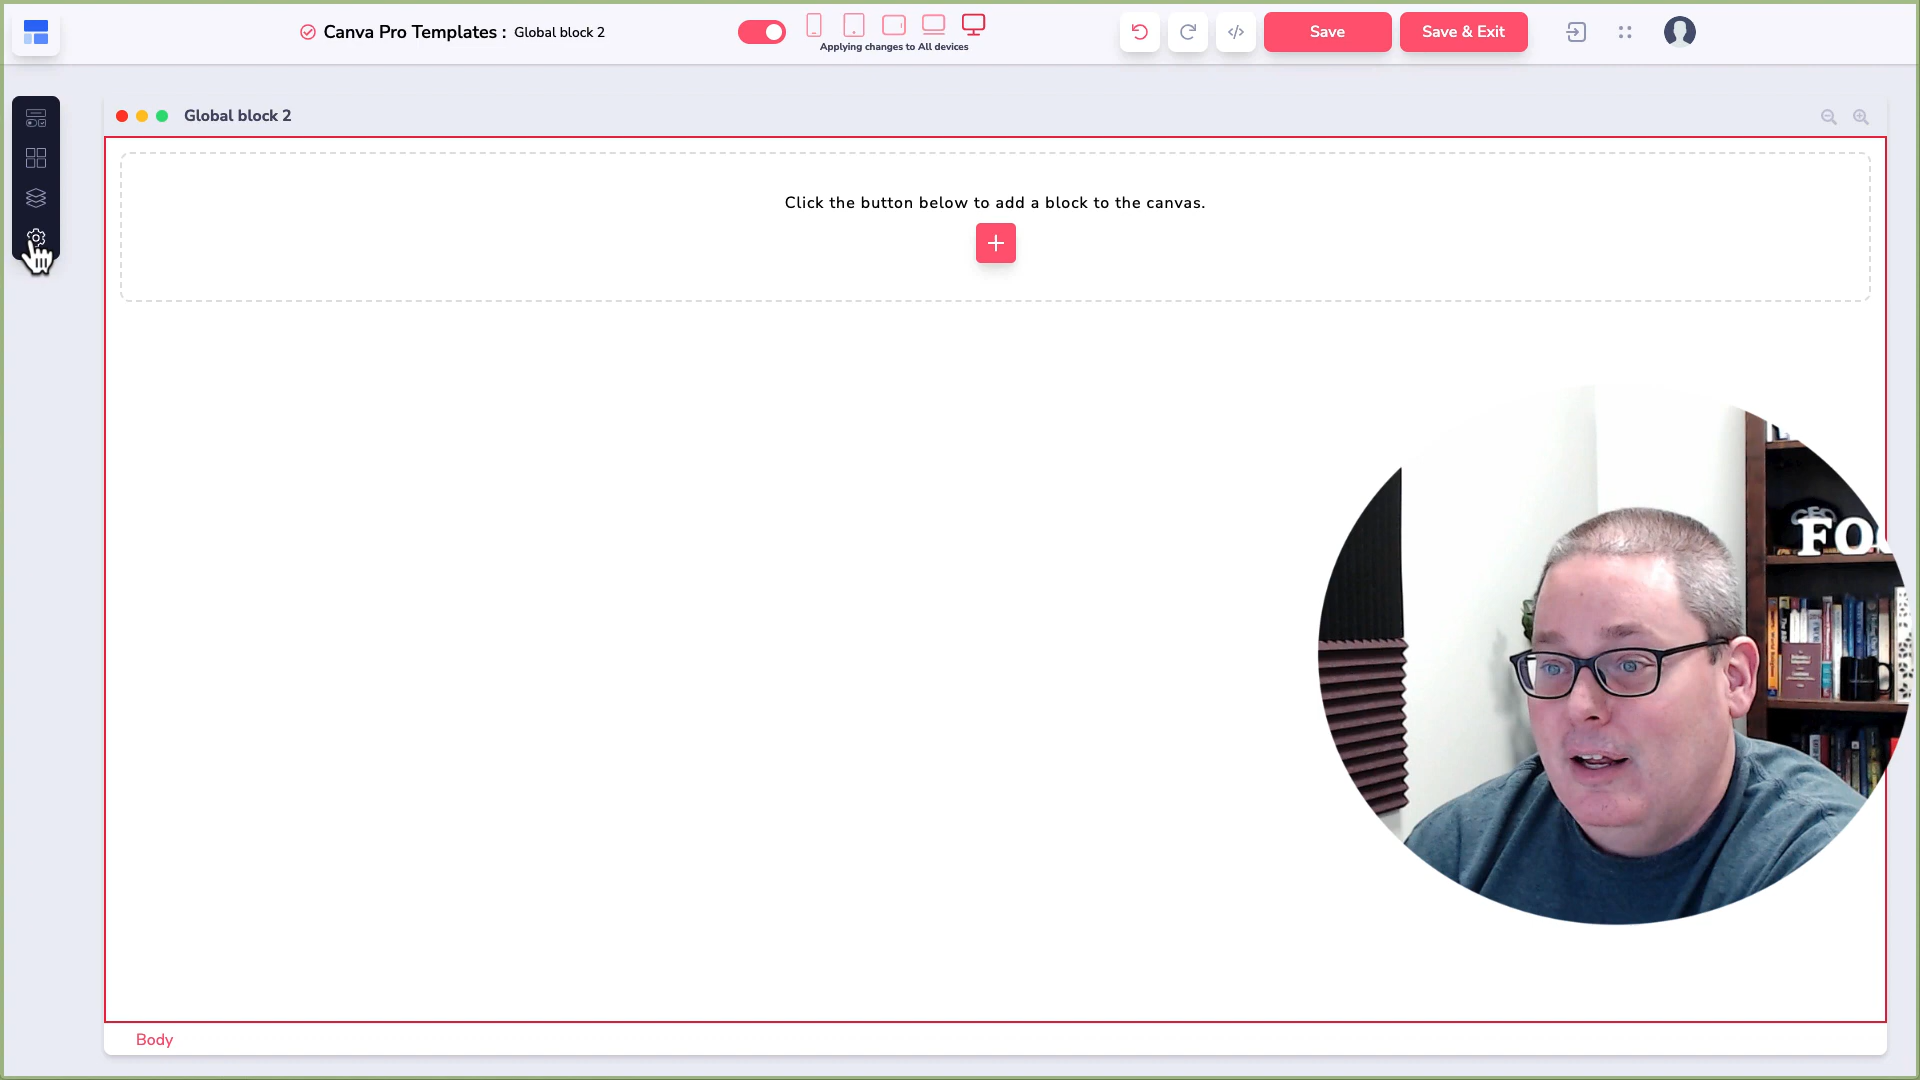 Canva Pro Templates : Global block 2
Applying changes to All devices
Save
Save & Exit
Global block 2
Click the button below to add a block to the canvas.
Body